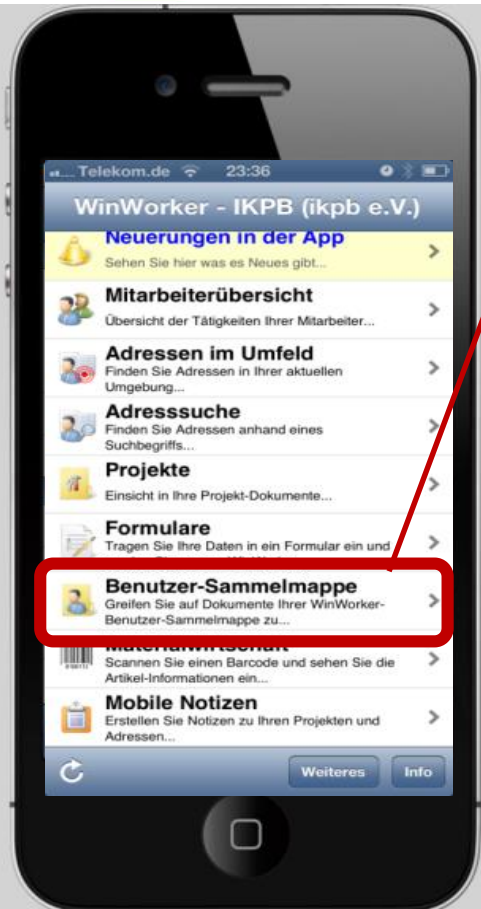 Telekom.de 23:36
WinWorker - IKPB (ikpb e.V.)
Neuerungen in der App
Sehen Sie hier was es Neues gibt...
Mitarbeiterübersicht
Übersicht der Tätigkeiten Ihrer Mitarbeiter...
Adressen im Umfeld
Finden Sie Adressen in Ihrer aktuellen
Umgebung...
Adresssuche
Finden Sie Adressen anhand eines
Suchbegriffs...
Projekte
Einsicht in Ihre Projekt-Dokumente...
Formulare
Tragen Sie Ihre Daten in ein Formular ein und
Benutzer-Sammelmappe
Greifen Sie auf Dokumente Ihrer WinWorker-
Benutzer-Sammelmappe zu...
Materialwirtschaft
Scannen Sie einen Barcode und sehen Sie die
Artikel-Informationen ein...
Mobile Notizen
Erstellen Sie Notizen zu Ihren Projekten und
Adressen...
Weiteres Info